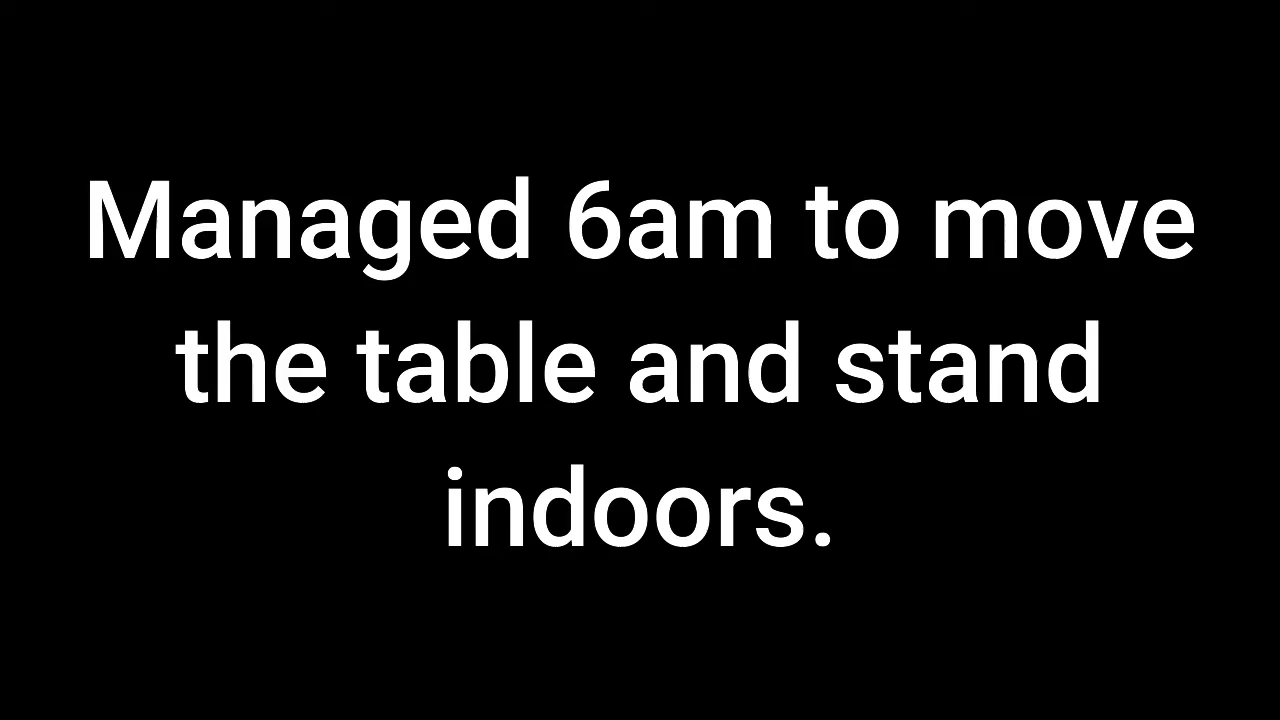 Managed 6am to move
the table and stand
indoors.